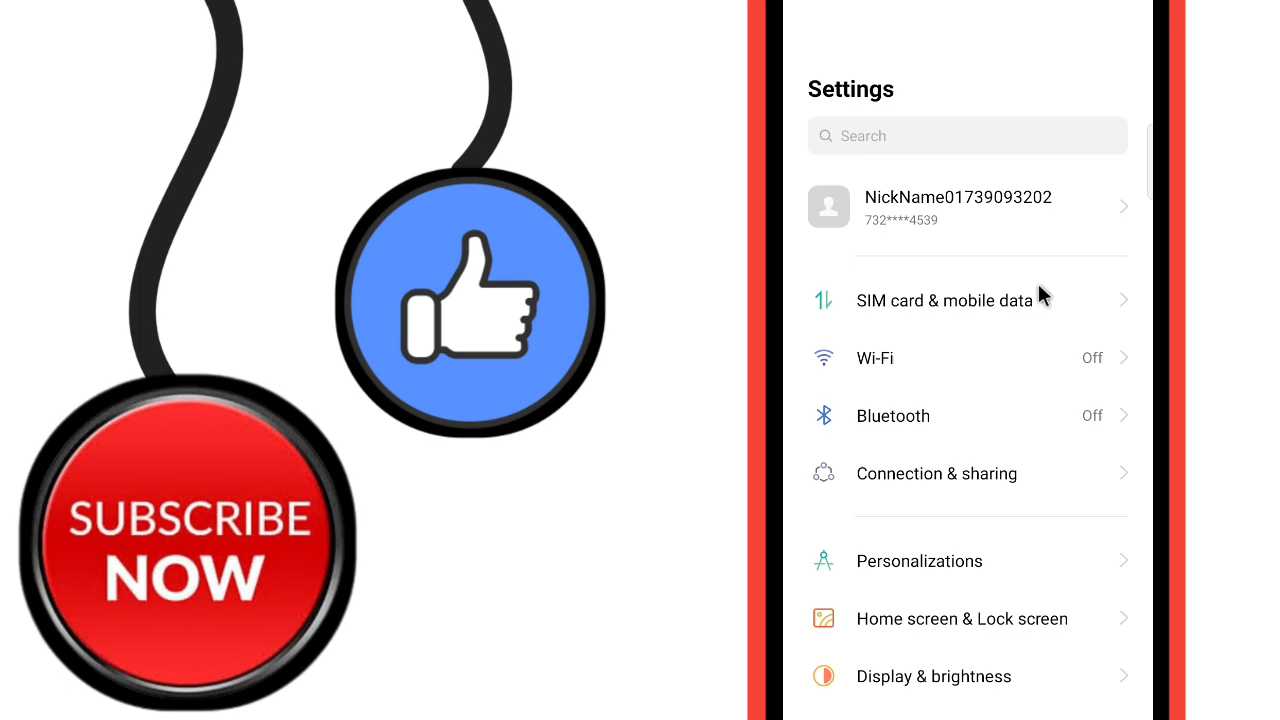 SUBSCRIBE
NOW
Settings
Search
NickName01739093202
732****4539
SIM card & mobile data
Wi-Fi Off
Bluetooth Off
Connection & sharing
Personalizations
Home screen & Lock screen
Display & brightness